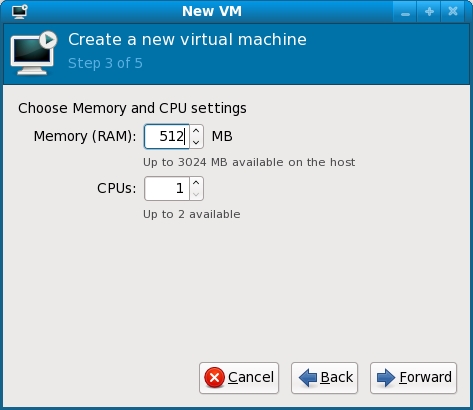 New VM
Create a new virtual machine
Step 3 of 5
Choose Memory and CPU settings
Memory (RAM): 512 MB
Up to 3024 MB available on the host
CPUs: 1
Up to 2 available
Cancel Back Forward